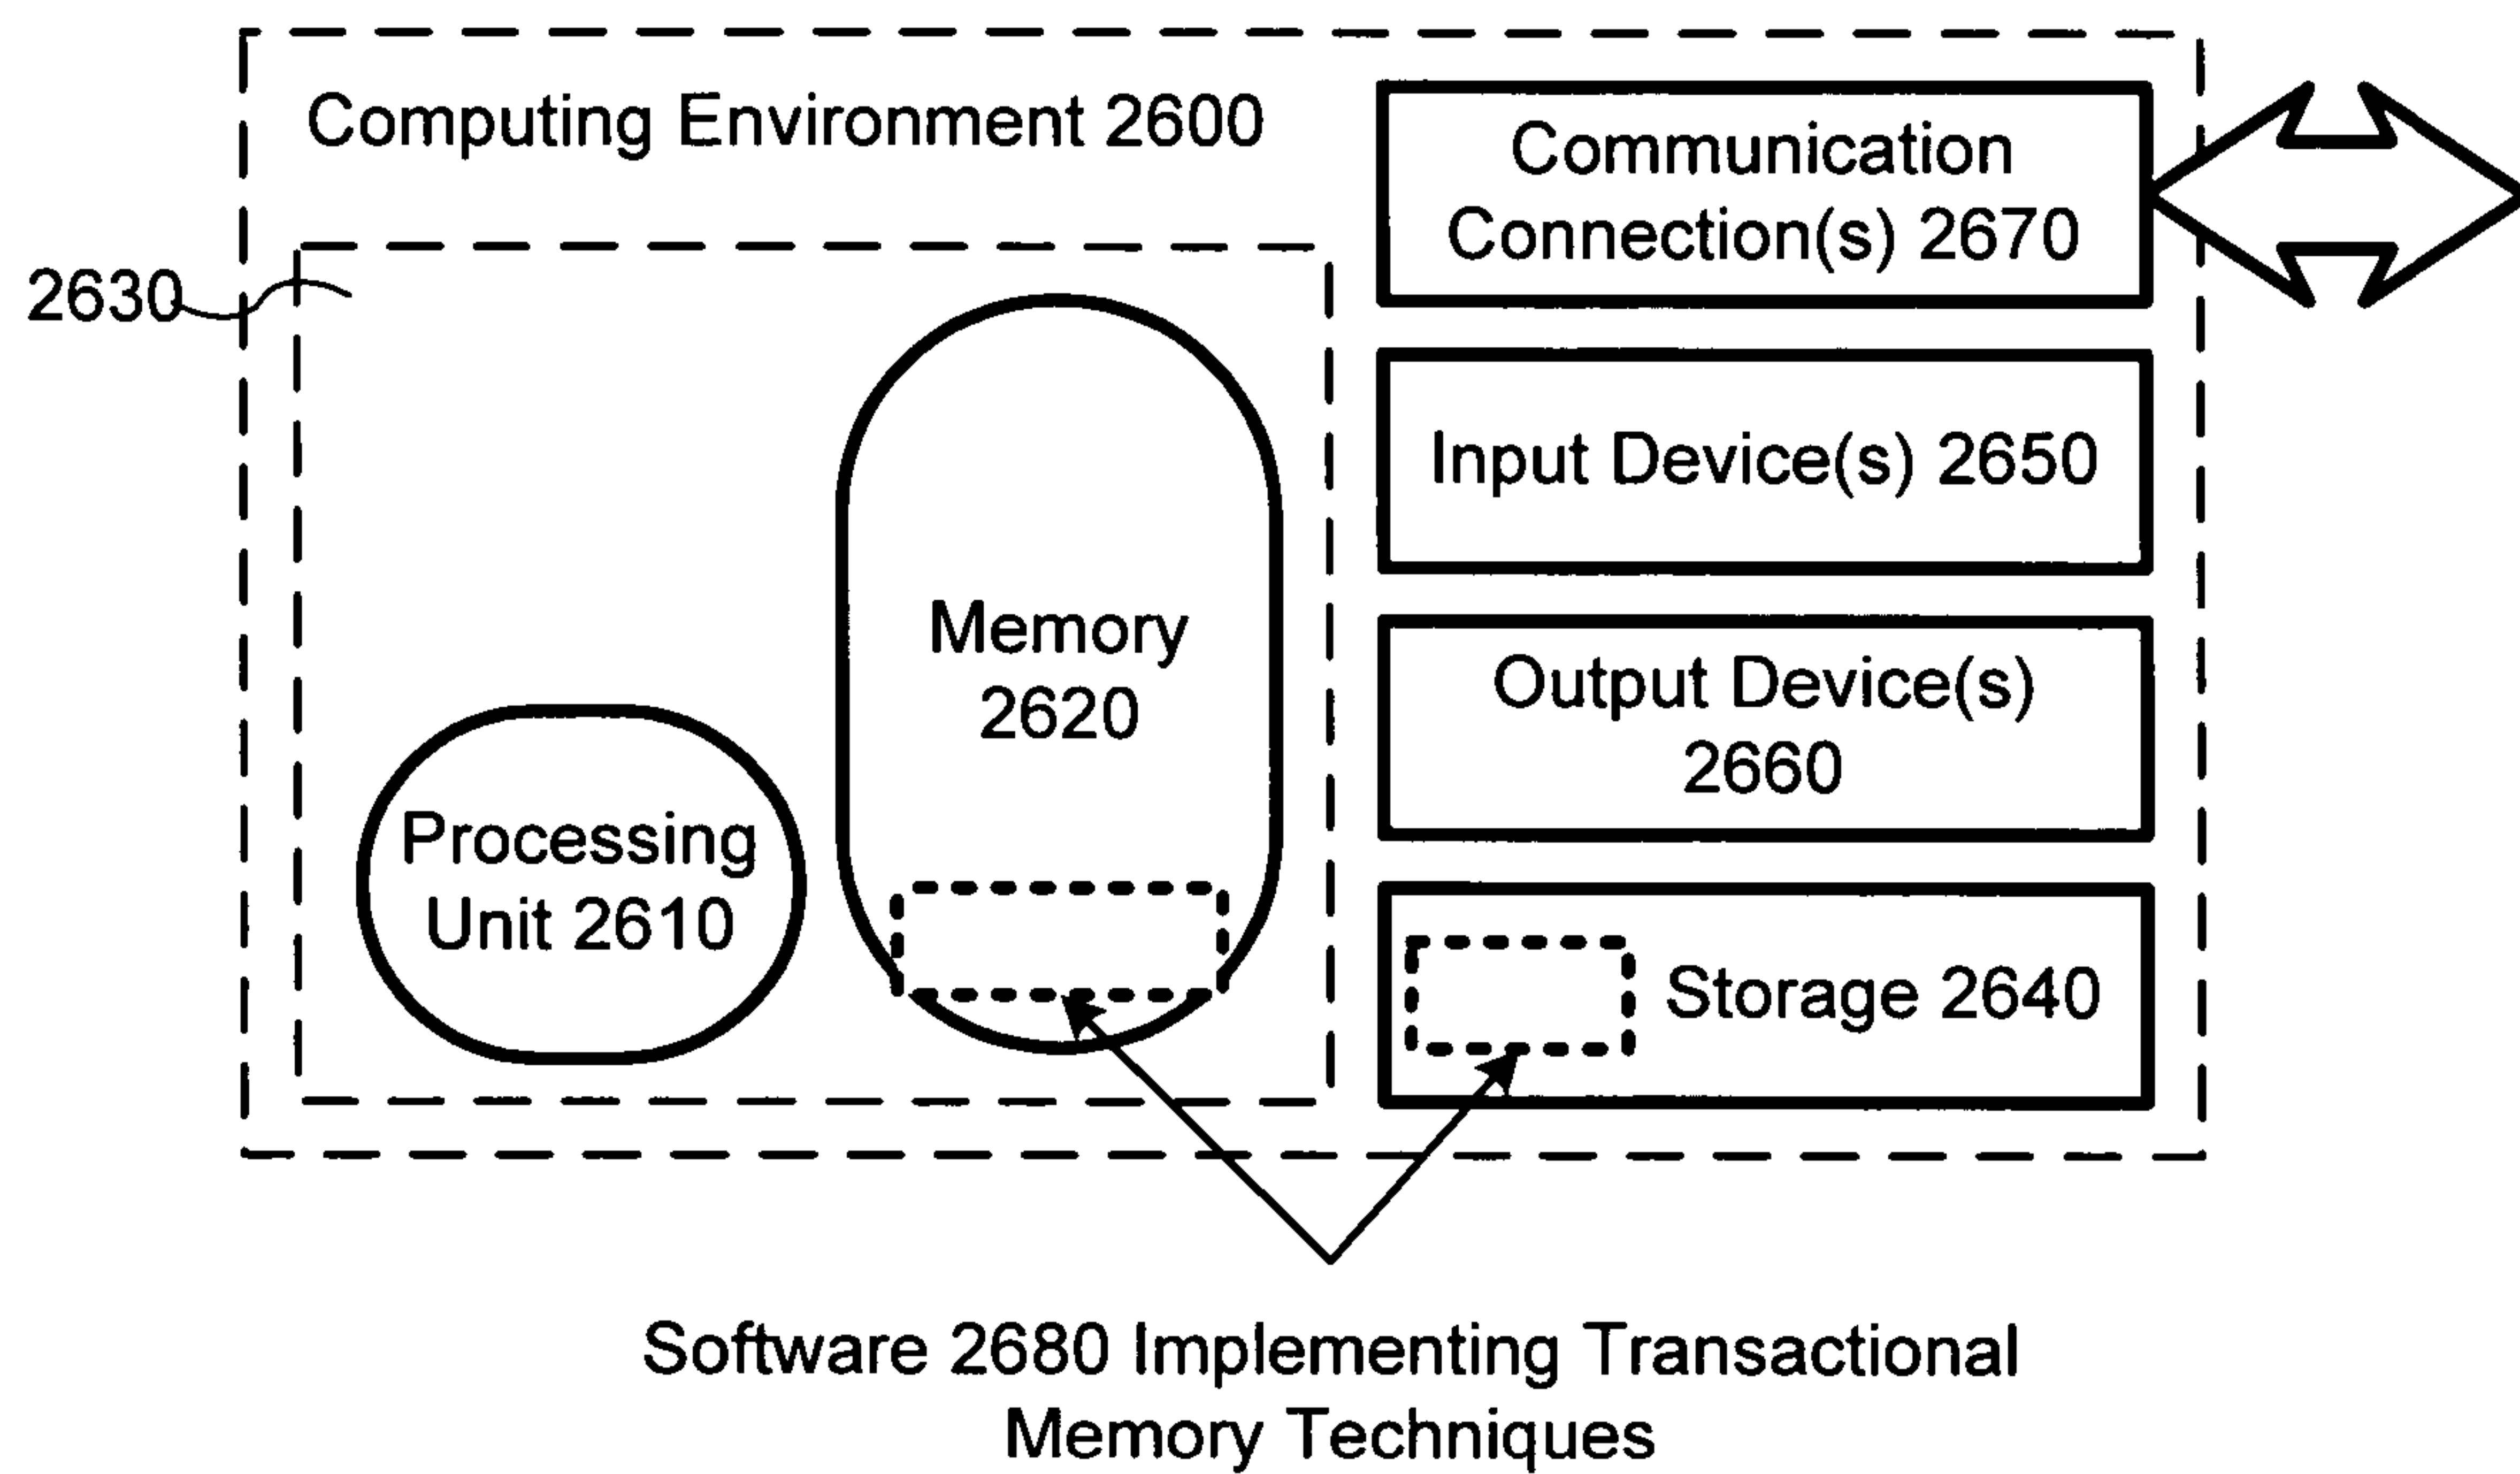 Computing Environment 2600
Communication
Connection(s) 2670
2630
Input Device(s) 2650
Memory
2620
Output Device(s)
2660
Processing
Unit 2610
Storage 2640
Software 2680 Implementing Transactional
Memory Techniques